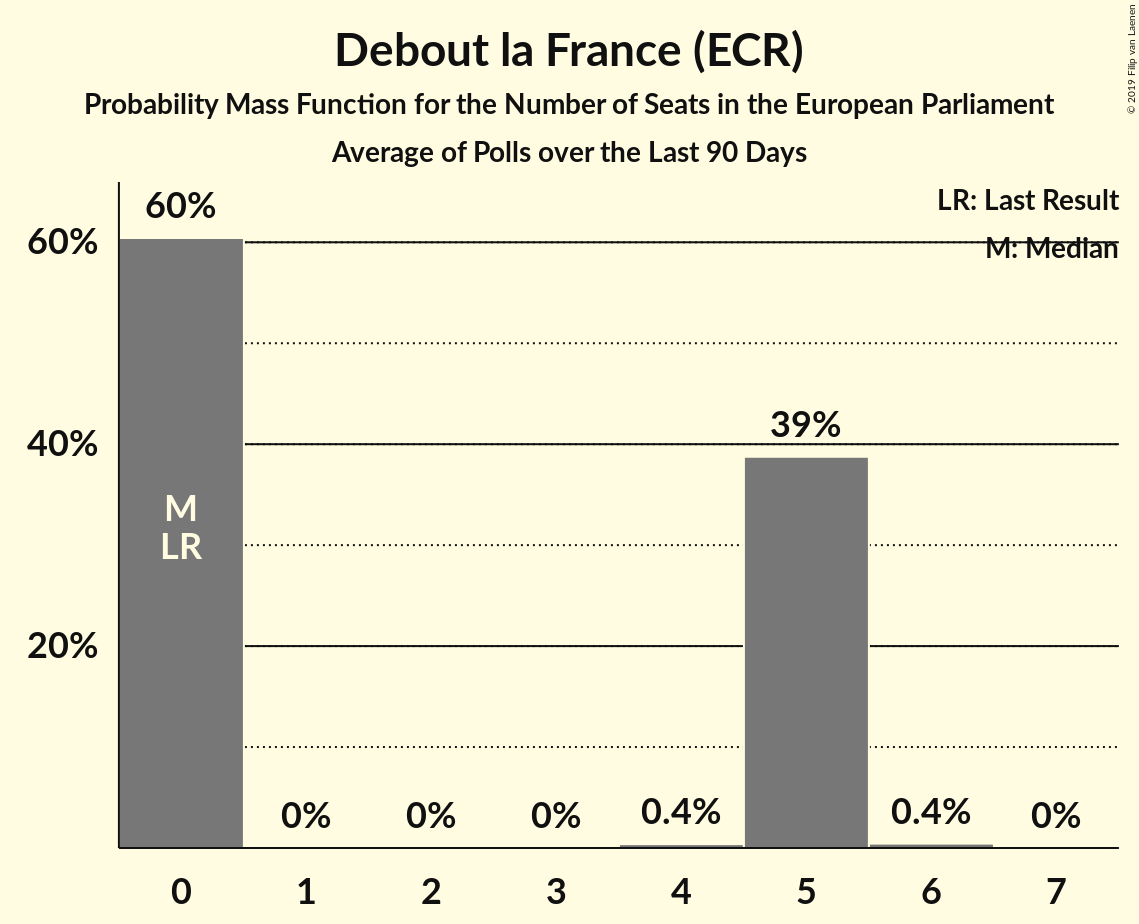 Debout la France (ECR)
Probability Mass Function for the Number of Seats in the European Parliament
Average of Polls over the Last 90 Days
© 2019 Filip van Laenen
LR: Last Result
M: Median
60%
40%
20%
60%
M
LR
0%
0%
0%
0.4%
39%
0.4%
0%
0 1 2 3 4 5 6 7